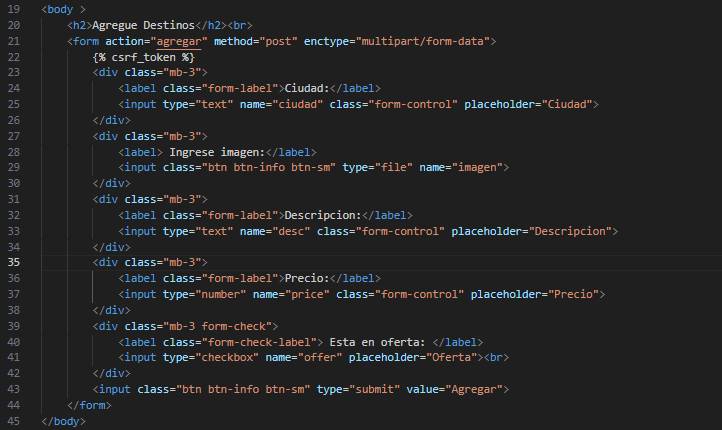 19 <body >
20 <h2>Agregue Destinos</h2><br>
21 <form action="agregar" method="post" enctype="multipart/form-data">
22 {% csrf_token %}
23 <div class="mb-3">
24 <label class="form-label">Ciudad:</label>
25 <input type="text" name="ciudad" class="form-control" placeholder="Ciudad">
26 </div>
27 <div class="mb-3">
28 <label> Ingrese imagen:</label>
29 <input class="btn btn-info btn-sm" type="file" name="imagen">
30 </div>
31 <div class="mb-3">
32 <label class="form-label">Descripcion:</label>
33 <input type="text" name="desc" class="form-control" placeholder="Descripcion">
34 </div>
35 <div class="mb-3">
36 <label class="form-label">Precio:</label>
37 <input type="number" name="price" class="form-control" placeholder="Precio">
38 </div>
39 <div class="mb-3 form-check">
40 <label class="form-check-label"> Esta en oferta: </label>
41 <input type="checkbox" name="offer" placeholder="Oferta"><br>
42 </div>
43 <input class="btn btn-info btn-sm" type="submit" value="Agregar">
44 </form>
45 </body>